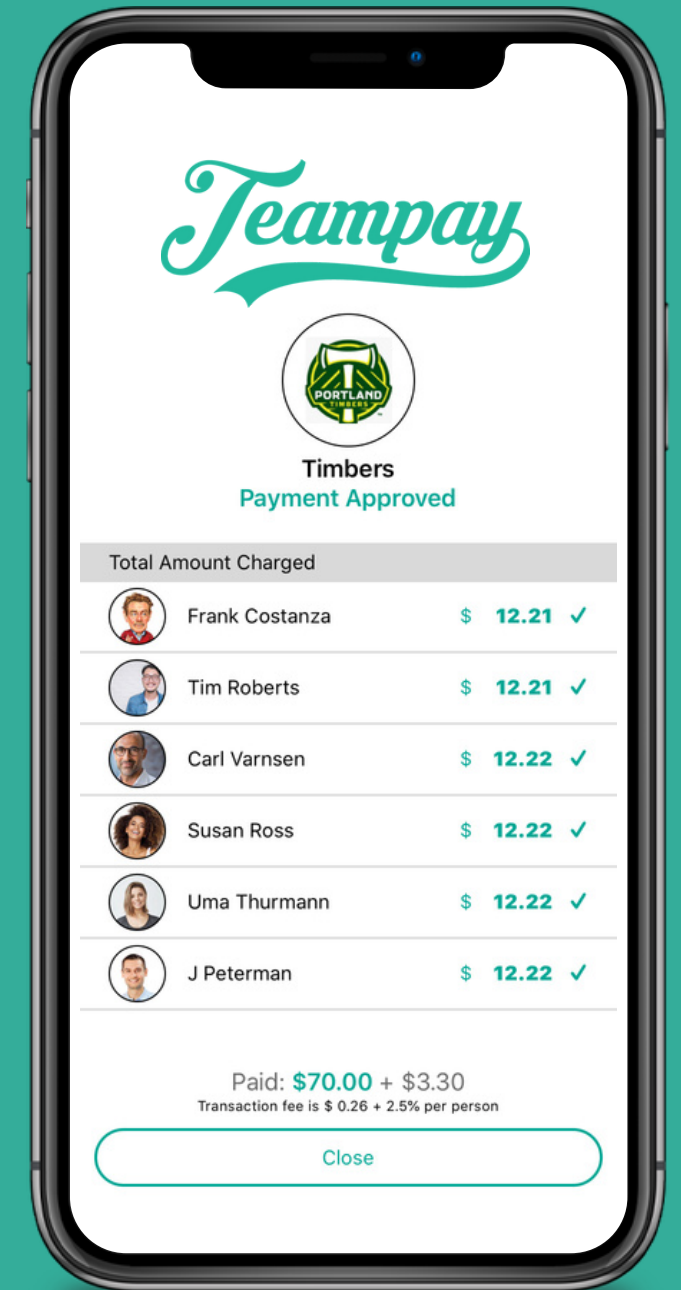 Teampay
PORTLAND
TIMBERS
™
Timbers
Payment Approved
Total Amount Charged
Frank Costanza $ 12.21 ✓
Tim Roberts $ 12.21 ✓
Carl Varnsen $ 12.22 ✓
Susan Ross $ 12.22 ✓
Uma Thurmann $ 12.22 ✓
J Peterman $ 12.22 ✓
Paid: $70.00 + $3.30
Transaction fee is $ 0.26 + 2.5% per person
Close